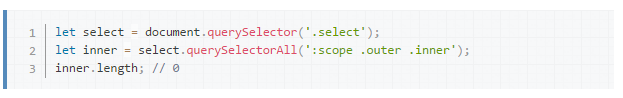 1 let select = document.querySelector('.select');
2 let inner = select.querySelectorAll(':scope .outer .inner');
3 inner.length; // 0